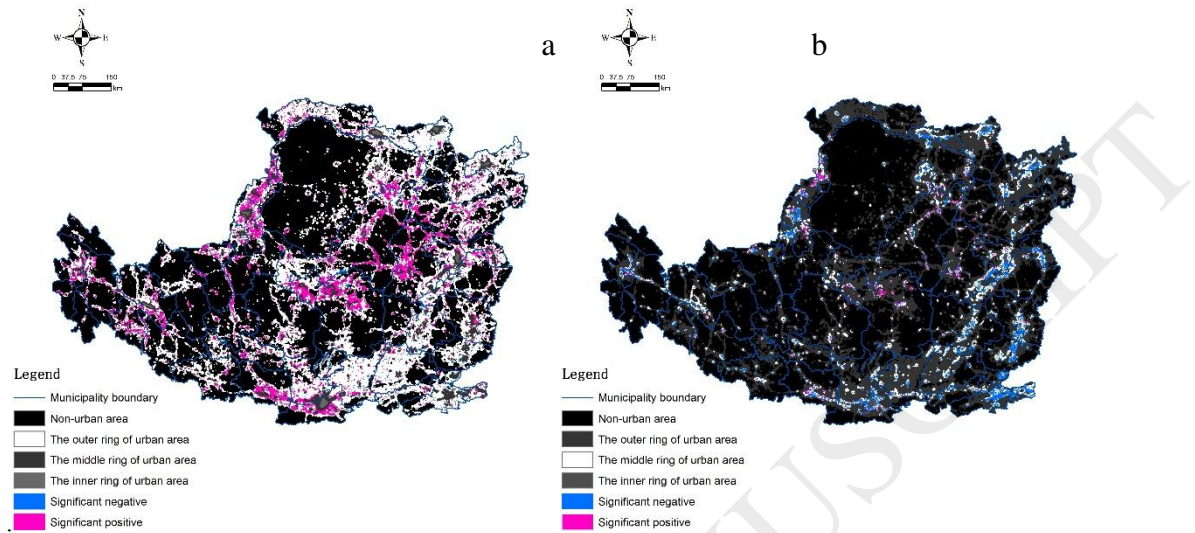 N
W E
S
0 37.5 75 150
km
a
Legend
Municipality boundary
Non-urban area
The outer ring of urban area
The middle ring of urban area
The inner ring of urban area
Significant negative
Significant positive
N
W E
S
0 37.5 75 150
km
b
Legend
Municipality boundary
Non-urban area
The outer ring of urban area
The middle ring of urban area
The inner ring of urban area
Significant negative
Significant positive
USCRIPT